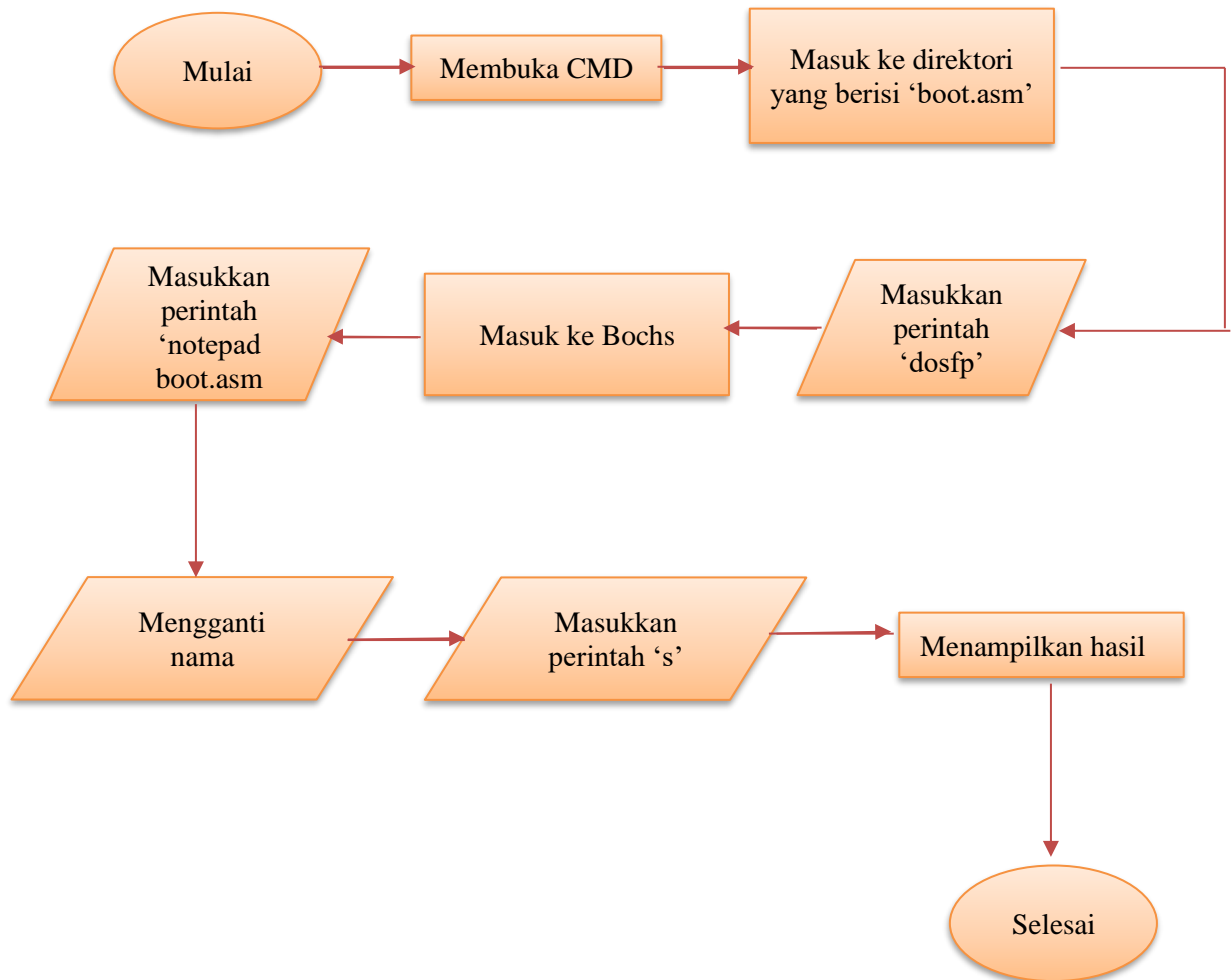 Mulai
Membuka CMD
Masuk ke direktori
yang berisi ‘boot.asm’
Masukkan
perintah
‘dosfp’
Masuk ke Bochs
Masukkan
perintah
‘notepad
boot.asm
Mengganti
nama
Masukkan
perintah ‘s’
Menampilkan hasil
Selesai